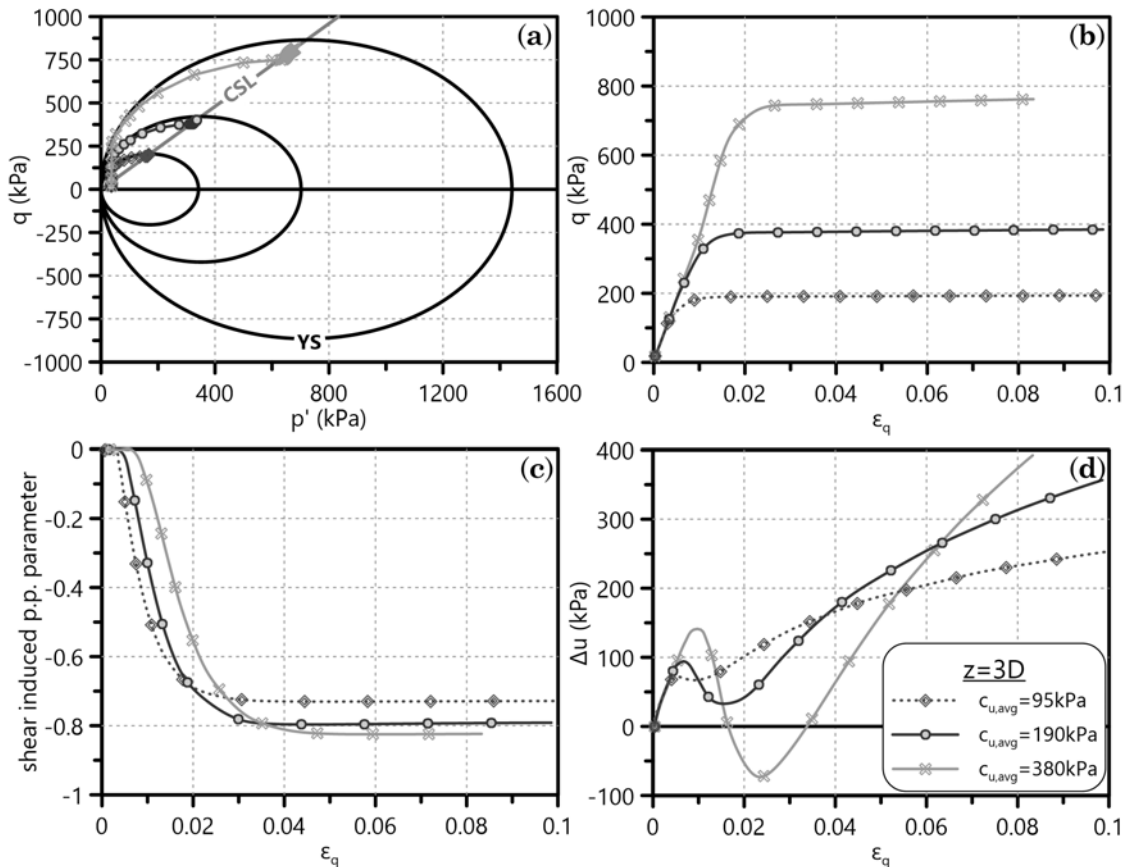 (a)
q (kPa)
1000
750
500
250
0
-250
-500
-750
-1000
CSL
YS
0 400 800 1200 1600
p' (kPa)
(b)
q (kPa)
1000
800
600
400
200
0
0 0.02 0.04 0.06 0.08 0.1
εq
(c)
shear induced p.p. parameter
0
-0.2
-0.4
-0.6
-0.8
-1
0 0.02 0.04 0.06 0.08 0.1
εq
(d)
Δu (kPa)
400
300
200
100
0
-100
z=3D
cu,avg=95kPa
cu,avg=190kPa
cu,avg=380kPa
0 0.02 0.04 0.06 0.08 0.1
εq